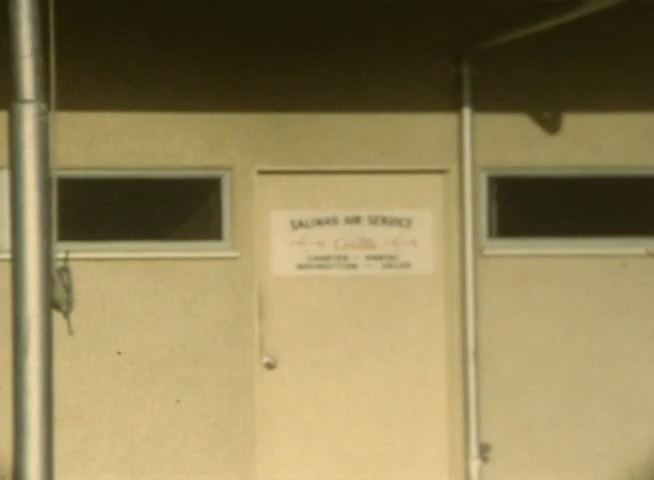 SALINAS AIR SERVICE
CHARTER - RENTAL
INSTRUCTION - SALES